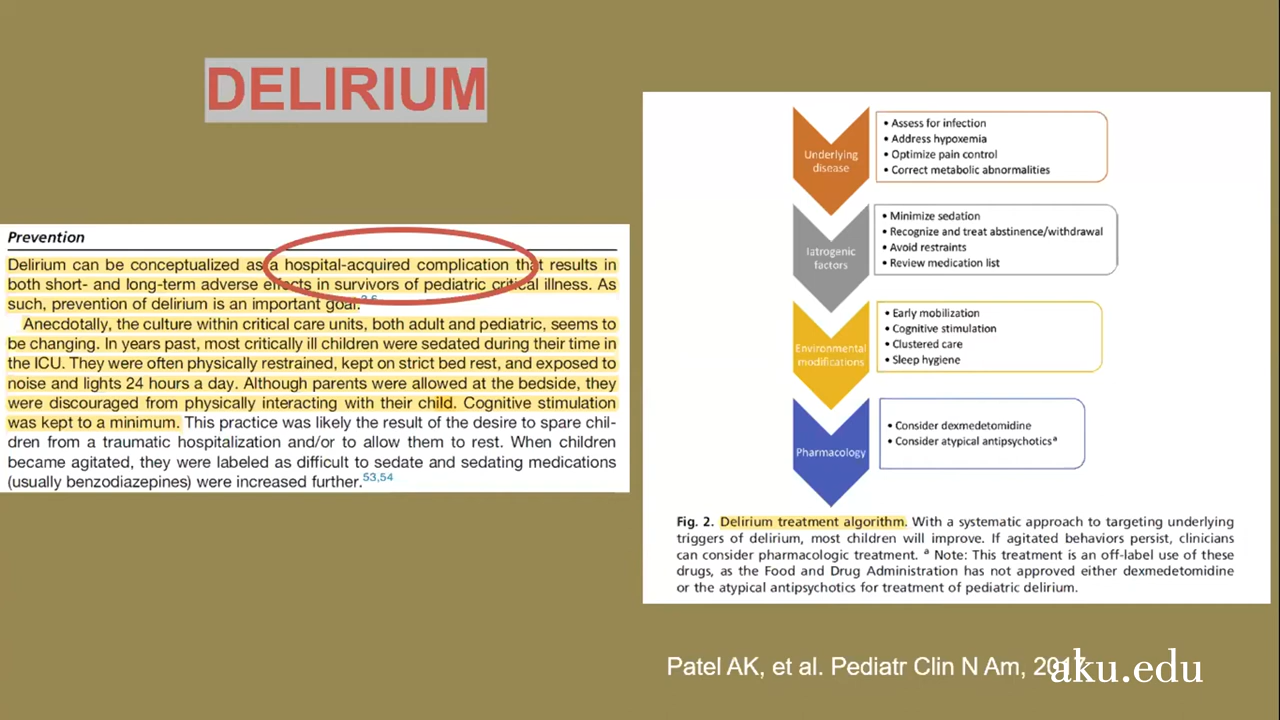 DELIRIUM
Prevention
Delirium can be conceptualized as a hospital-acquired complication that results in
both short- and long-term adverse effects in survivors of pediatric critical illness. As
such, prevention of delirium is an important goal.
Anecdotally, the culture within critical care units, both adult and pediatric, seems to
be changing. In years past, most critically ill children were sedated during their time in
the ICU. They were often physically restrained, kept on strict bed rest, and exposed to
noise and lights 24 hours a day. Although parents were allowed at the bedside, they
were discouraged from physically interacting with their child. Cognitive stimulation
was kept to a minimum. This practice was likely the result of the desire to spare chil-
dren from a traumatic hospitalization and/or to allow them to rest. When children
became agitated, they were labeled as difficult to sedate and sedating medications
(usually benzodiazepines) were increased further.53,54
Underlying
disease
• Assess for infection
• Address hypoxemia
• Optimize pain control
• Correct metabolic abnormalities
Iatrogenic
factors
• Minimize sedation
• Recognize and treat abstinence/withdrawal
• Avoid restraints
• Review medication list
Environmental
modifications
• Early mobilization
• Cognitive stimulation
• Clustered care
• Sleep hygiene
Pharmacology
• Consider dexmedetomidine
• Consider atypical antipsychoticsa
Fig. 2. Delirium treatment algorithm. With a systematic approach to targeting underlying
triggers of delirium, most children will improve. If agitated behaviors persist, clinicians
can consider pharmacologic treatment. a Note: This treatment is an off-label use of these
drugs, as the Food and Drug Administration has not approved either dexmedetomidine
or the atypical antipsychotics for treatment of pediatric delirium.
Patel AK, et al. Pediatr Clin N Am,
aku.edu